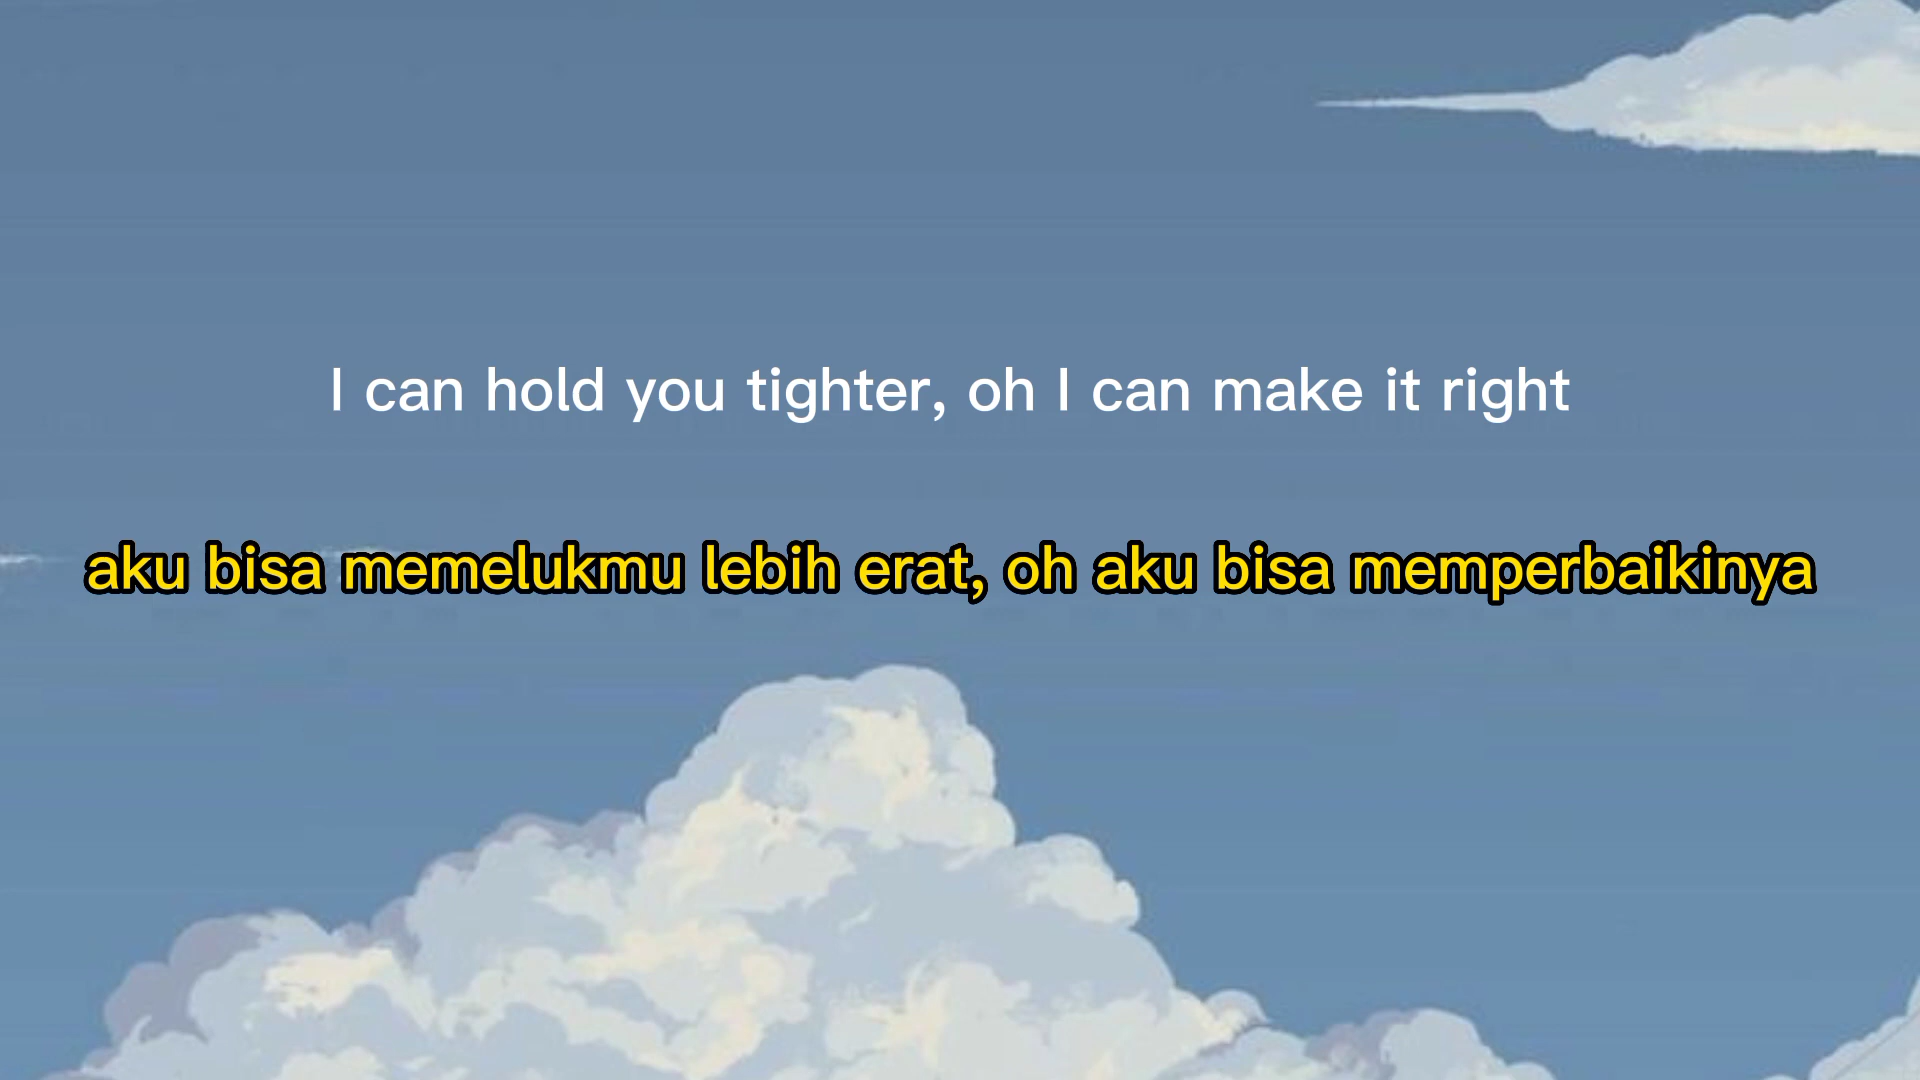 I can hold you tighter, oh I can make it right
aku bisa memelukmu lebih erat, oh aku bisa memperbaikinya